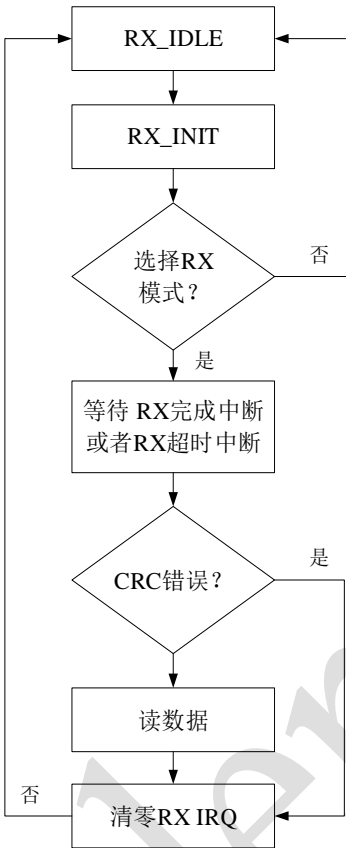 RX_IDLE
RX_INIT
选择RX
模式？
否
是
等待 RX完成中断
或者RX超时中断
CRC错误？
是
读数据
否
清零RX IRQ